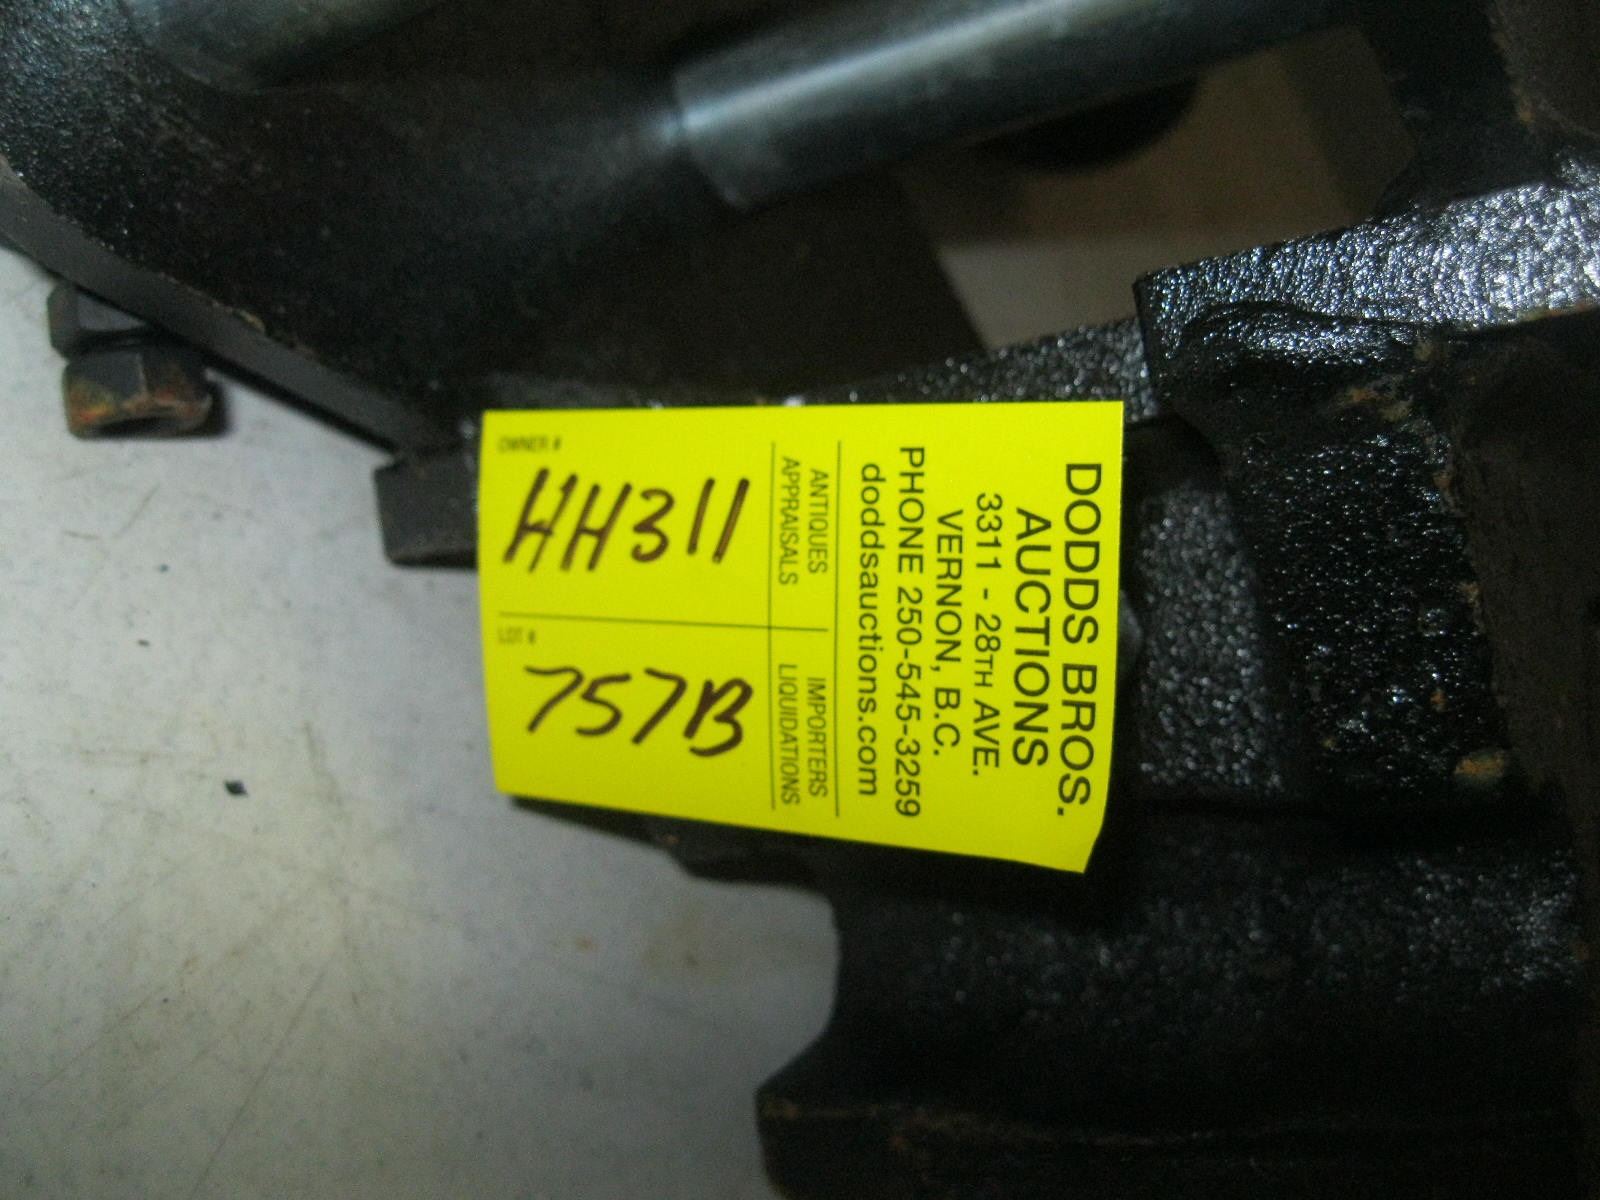 DODDS BROS.
AUCTIONS
3311 - 28TH AVE.
VERNON, B.C.
PHONE 250-545-3259
doddsauctions.com
ANTIQUES
APPRAISALS
IMPORTERS
LIQUIDATIONS
OWNER #
HH311
LOT #
757B